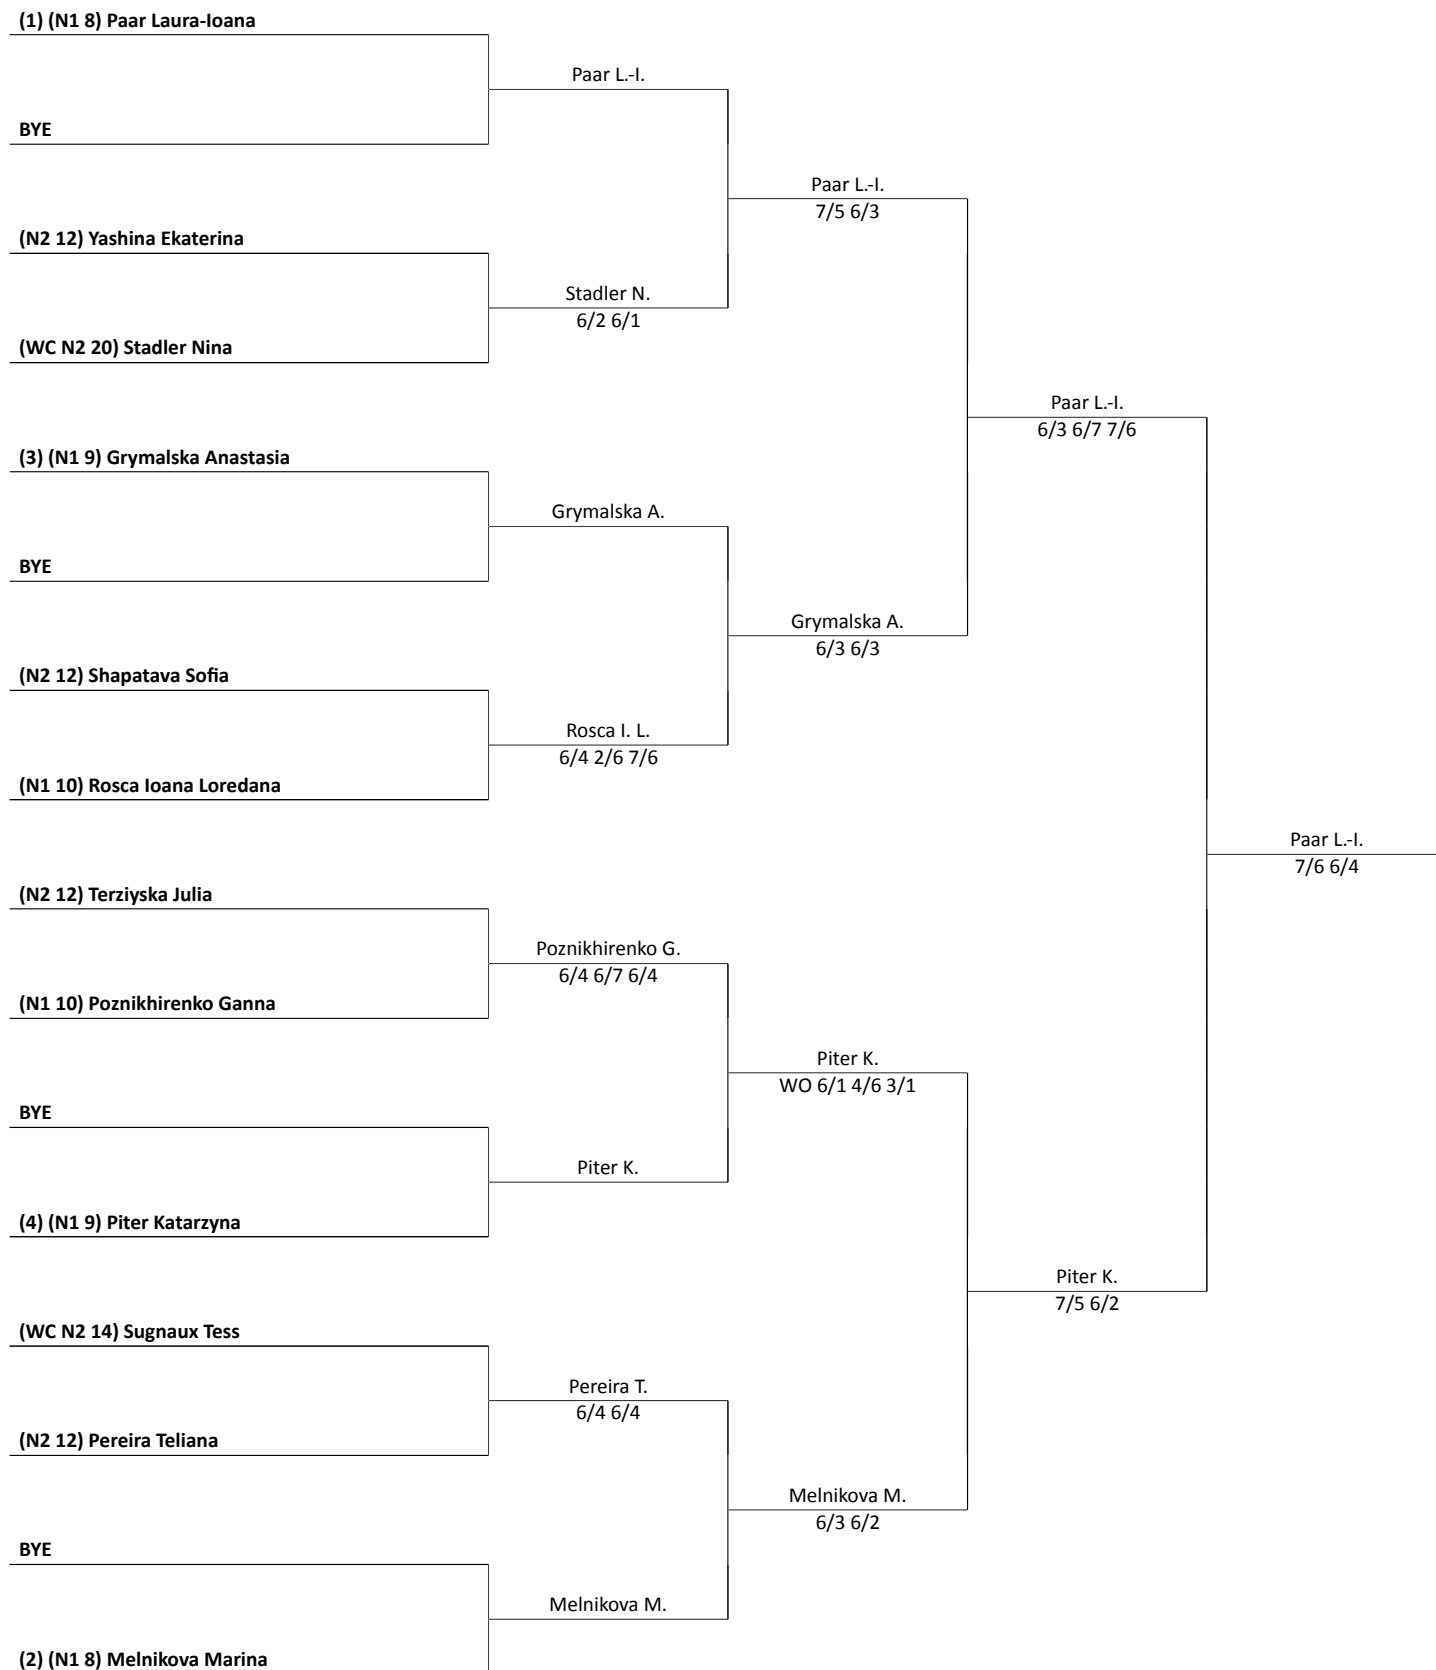 (1) (N1 8) Paar Laura-Ioana
Paar L.-I.
BYE
Paar L.-I.
7/5 6/3
(N2 12) Yashina Ekaterina
Stadler N.
6/2 6/1
(WC N2 20) Stadler Nina
Paar L.-I.
6/3 6/7 7/6
(3) (N1 9) Grymalska Anastasia
Grymalska A.
BYE
Grymalska A.
6/3 6/3
(N2 12) Shapatava Sofia
Rosca I. L.
6/4 2/6 7/6
(N1 10) Rosca Ioana Loredana
Paar L.-I.
7/6 6/4
(N2 12) Terziyska Julia
Poznikhirenko G.
6/4 6/7 6/4
(N1 10) Poznikhirenko Ganna
Piter K.
WO 6/1 4/6 3/1
BYE
Piter K.
(4) (N1 9) Piter Katarzyna
Piter K.
7/5 6/2
(WC N2 14) Sugnaux Tess
Pereira T.
6/4 6/4
(N2 12) Pereira Teliana
Melnikova M.
6/3 6/2
BYE
Melnikova M.
(2) (N1 8) Melnikova Marina